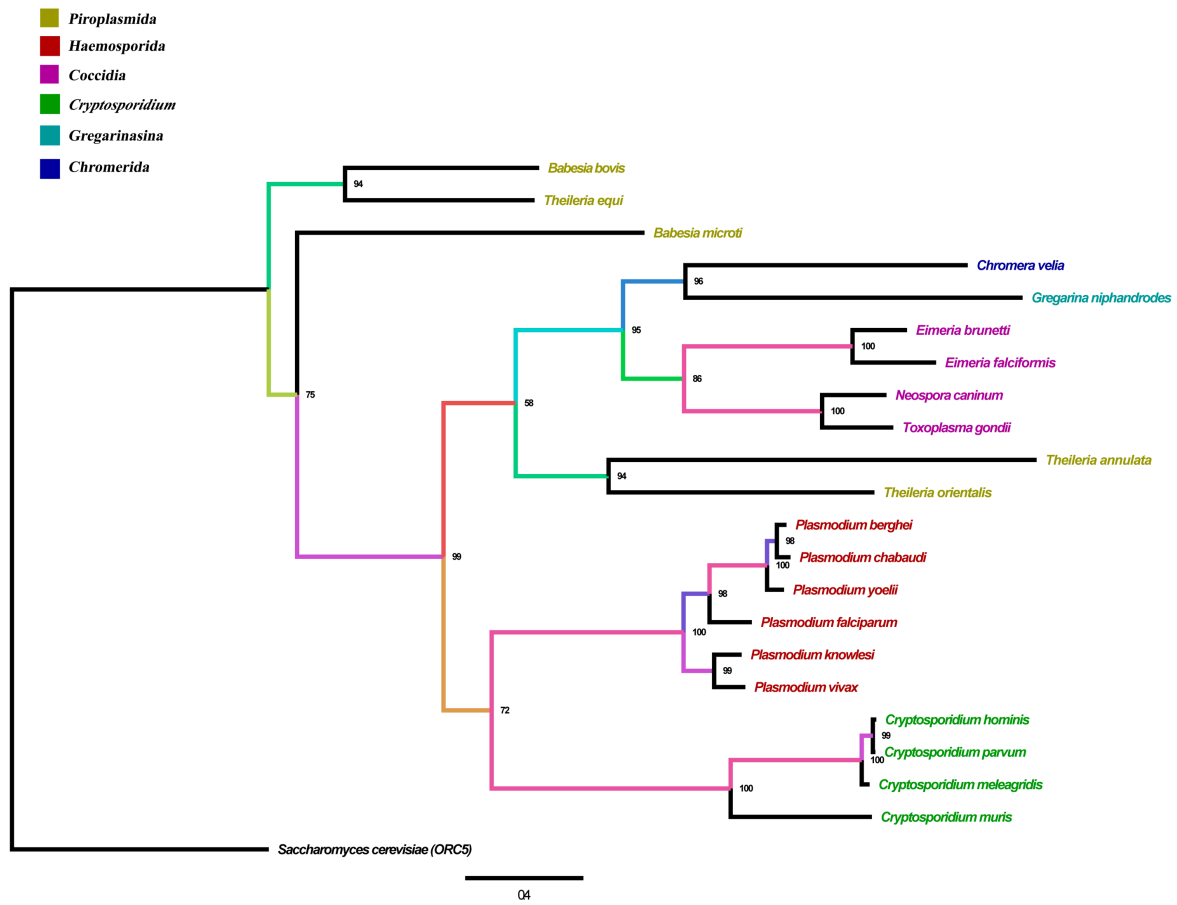 Piroplasmida
Haemosporida
Coccidia
Cryptosporidium
Gregarinasina
Chromerida
Babesia bovis
94
Theileria equi
Babesia microti
Chromera velia
96
Gregarina niphandrodes
Eimeria brunetti
95
100
Eimeria falciformis
86
75
Neospora caninum
58
100
Toxoplasma gondii
Theileria annulata
94
Theileria orientalis
Plasmodium berghei
98
Plasmodium chabaudi
99
100
Plasmodium yoelii
98
Plasmodium falciparum
100
Plasmodium knowlesi
99
Plasmodium vivax
72
Cryptosporidium hominis
99
Cryptosporidium parvum
100
Cryptosporidium meleagridis
100
Cryptosporidium muris
Saccharomyces cerevisiae (ORC5)
0.4